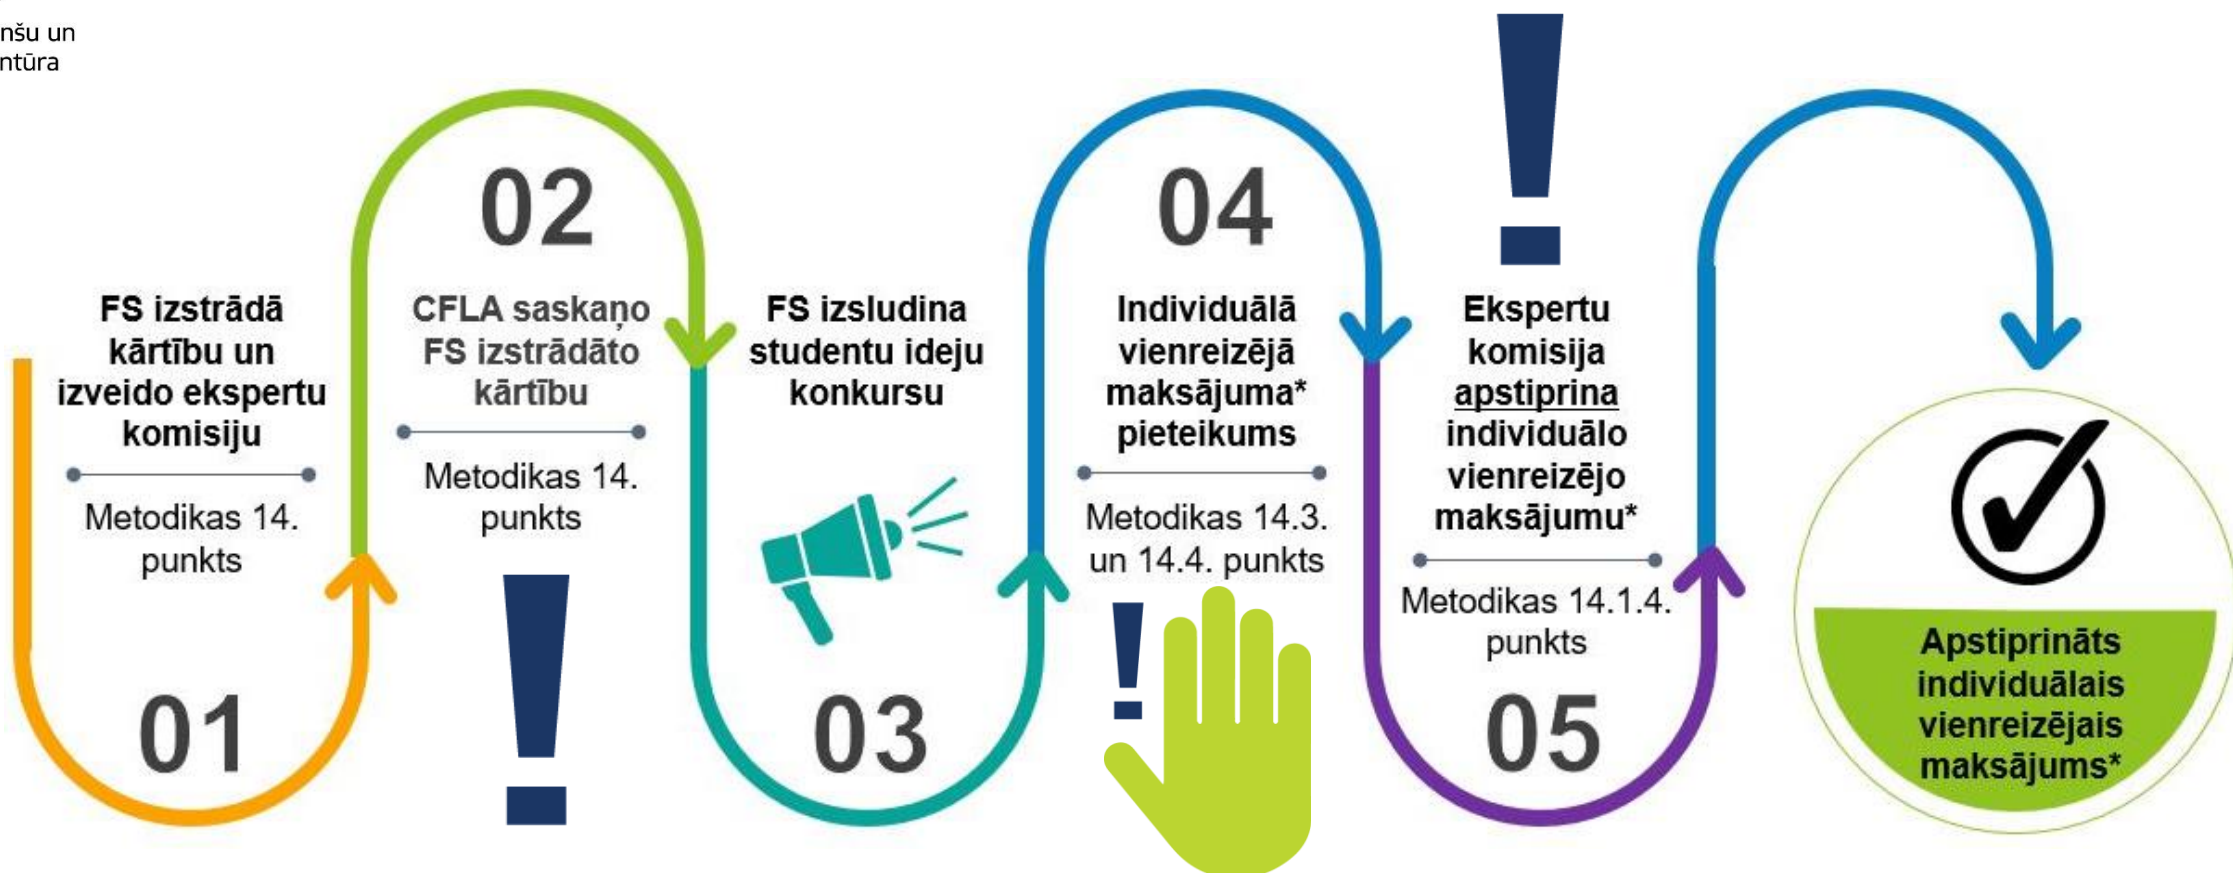 nšu un
ntūra
FS izstrādā
kārtību un
izveido ekspertu
komisiju
Metodikas 14.
punkts
01
02
CFLA saskaņo
FS izstrādāto
kārtību
Metodikas 14.
punkts
FS izsludina
studentu ideju
konkursu
03
04
Individuālā
vienreizējā
maksājuma*
pieteikums
Metodikas 14.3.
un 14.4. punkts
Ekspertu
komisija
apstiprina
individuālo
vienreizējo
maksājumu*
Metodikas 14.1.4.
punkts
05
Apstiprināts
individuālais
vienreizējais
maksājums*